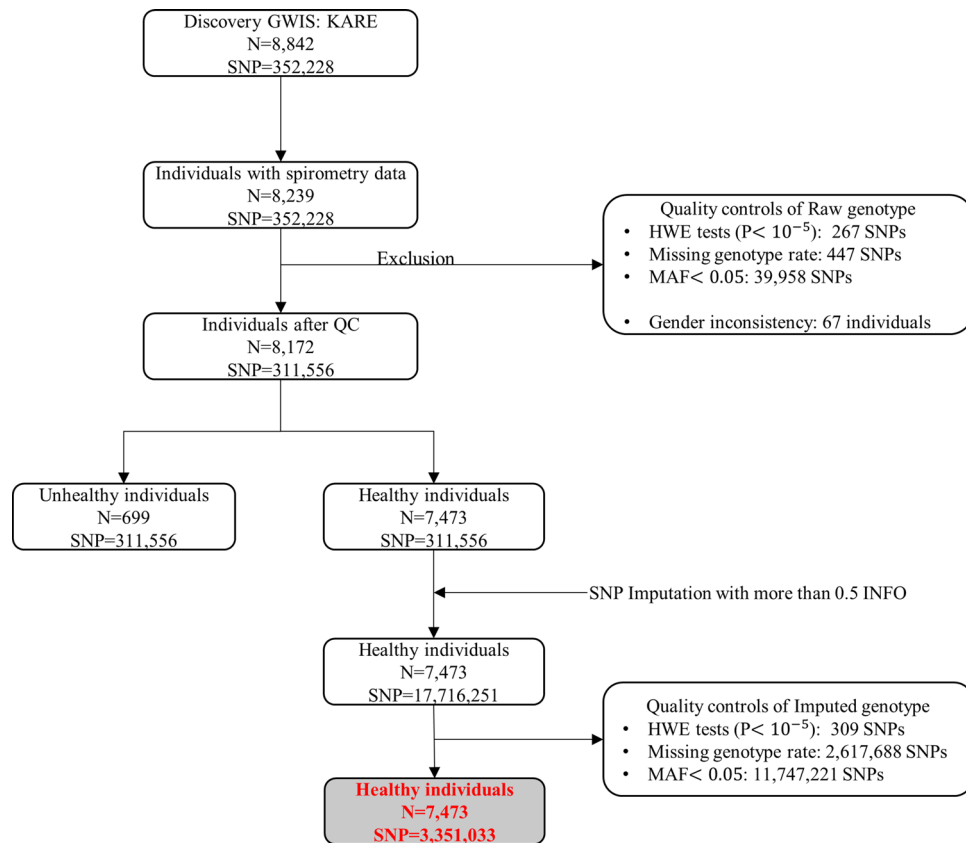 Discovery GWIS: KARE
N=8,842
SNP=352,228
Individuals with spirometry data
N=8,239
SNP=352,228
Exclusion
Quality controls of Raw genotype
• HWE tests (P< 10⁻⁵): 267 SNPs
• Missing genotype rate: 447 SNPs
• MAF< 0.05: 39,958 SNPs
• Gender inconsistency: 67 individuals
Individuals after QC
N=8,172
SNP=311,556
Unhealthy individuals
N=699
SNP=311,556
Healthy individuals
N=7,473
SNP=311,556
SNP Imputation with more than 0.5 INFO
Healthy individuals
N=7,473
SNP=17,716,251
Quality controls of Imputed genotype
• HWE tests (P< 10⁻⁵): 309 SNPs
• Missing genotype rate: 2,617,688 SNPs
• MAF< 0.05: 11,747,221 SNPs
Healthy individuals
N=7,473
SNP=3,351,033